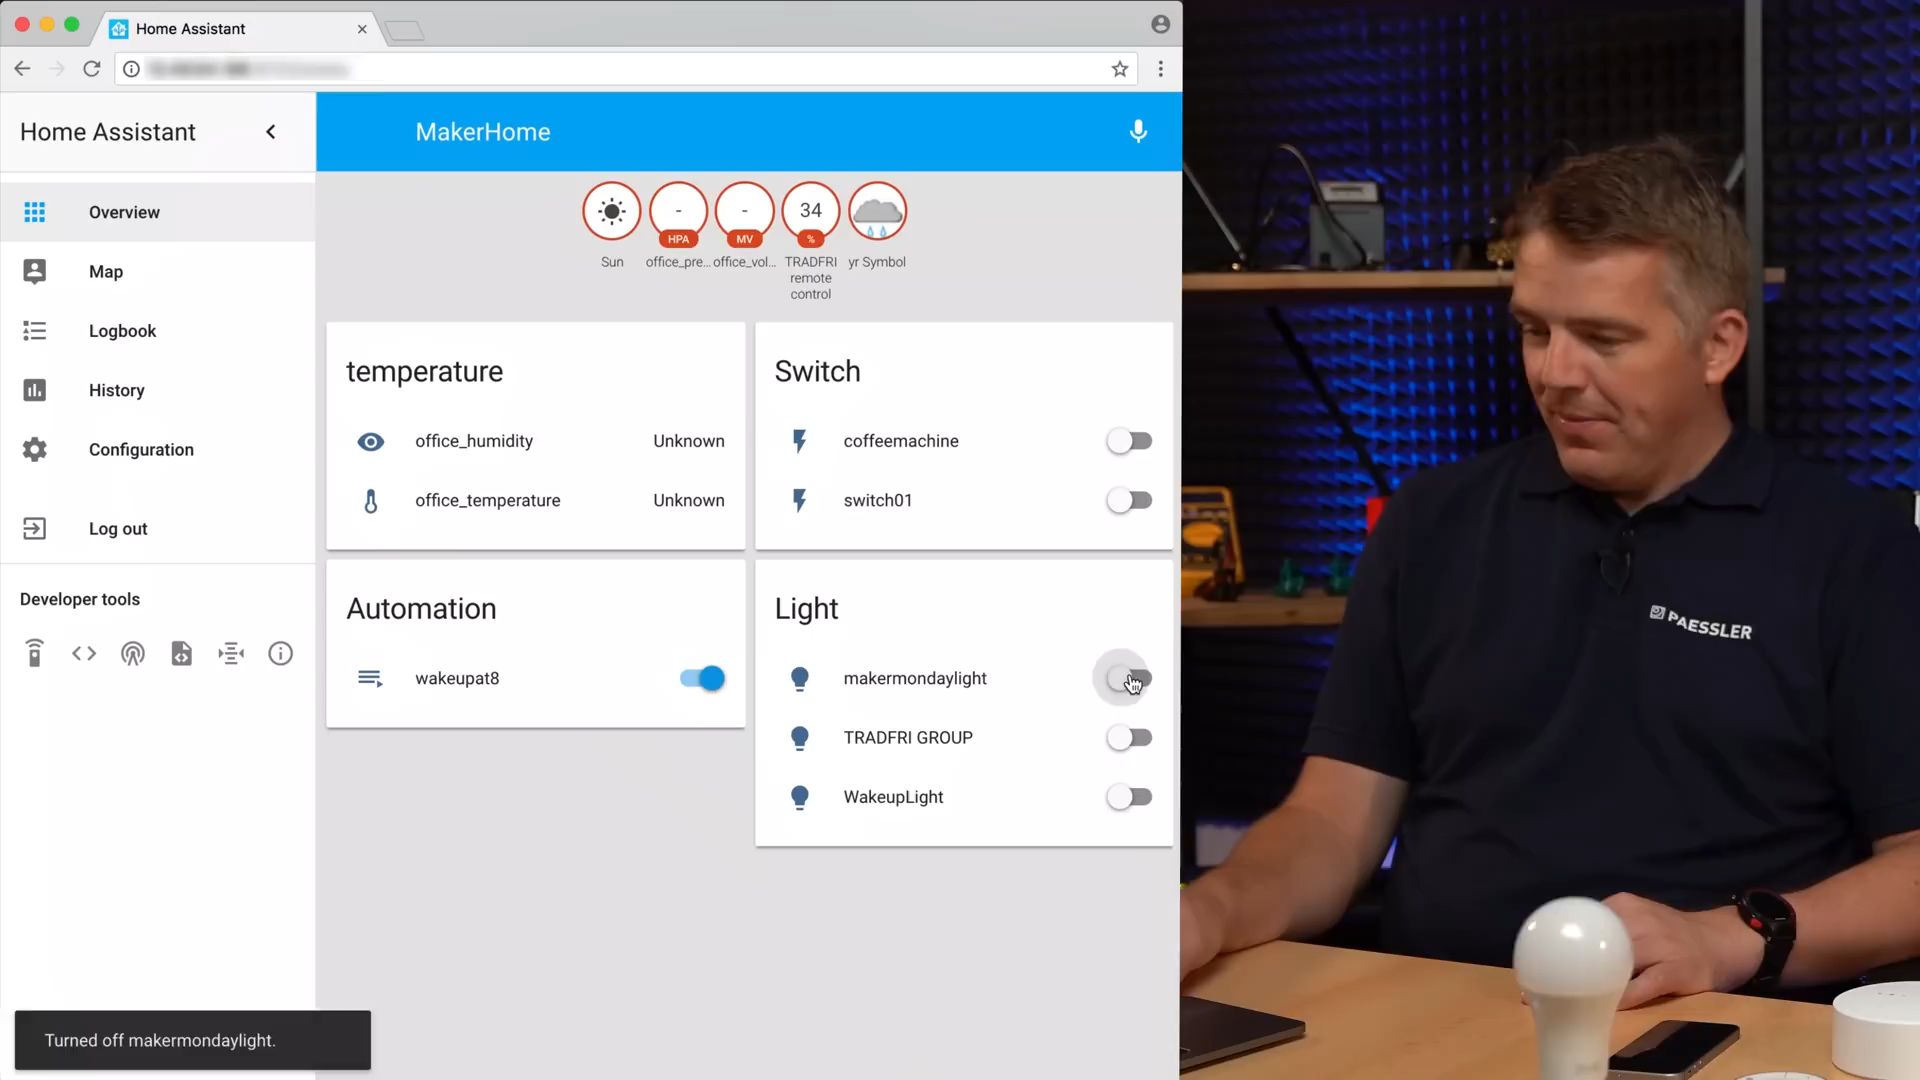 Home Assistant
Home Assistant
MakerHome
Overview
Map
Logbook
History
Configuration
Log out
Developer tools
-
HPA
-
MV
34
%
Sun
office_pre...
office_vol...
TRADFRI
remote
control
yr Symbol
temperature
office_humidity Unknown
office_temperature Unknown
Switch
coffeemachine
switch01
Automation
wakeupat8
Light
makermondaylight
TRADFRI GROUP
WakeupLight
Turned off makermondaylight.
PAESSLER